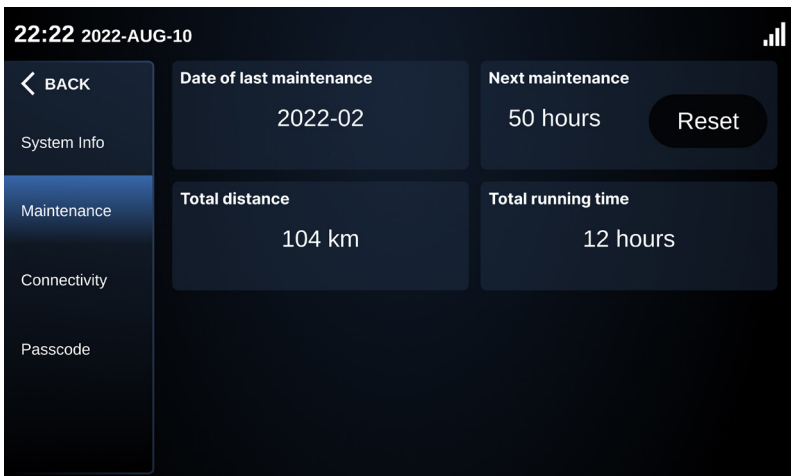 22:22 2022-AUG-10
BACK
System Info
Maintenance
Connectivity
Passcode
Date of last maintenance
2022-02
Next maintenance
50 hours
Reset
Total distance
104 km
Total running time
12 hours